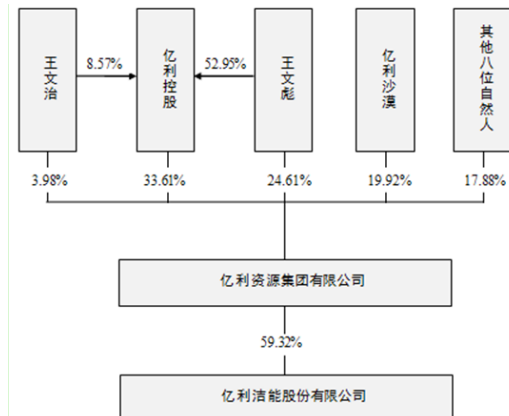 王文治
8.57%
亿利控股
52.95%
王文彪
亿利沙漠
其他八位自然人
3.98%
33.61%
24.61%
19.92%
17.88%
亿利资源集团有限公司
59.32%
亿利洁能股份有限公司